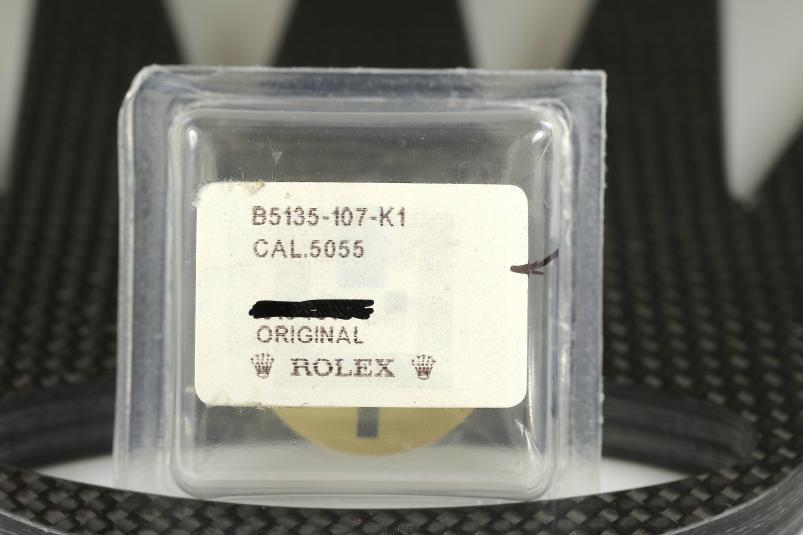 B5135-107-K1
CAL.5055
ORIGINAL
ROLEX